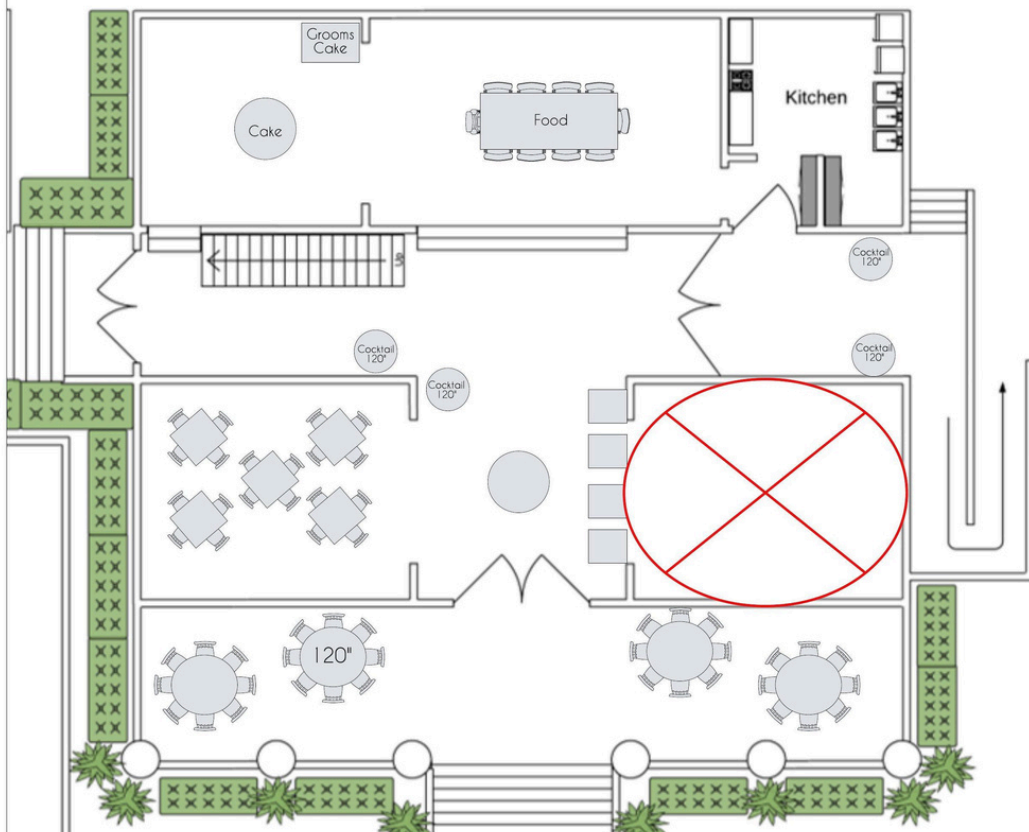 Grooms
Cake
Cake
Food
Kitchen
Up
Cocktail
120"
Cocktail
120"
Cocktail
120"
Cocktail
120"
120"